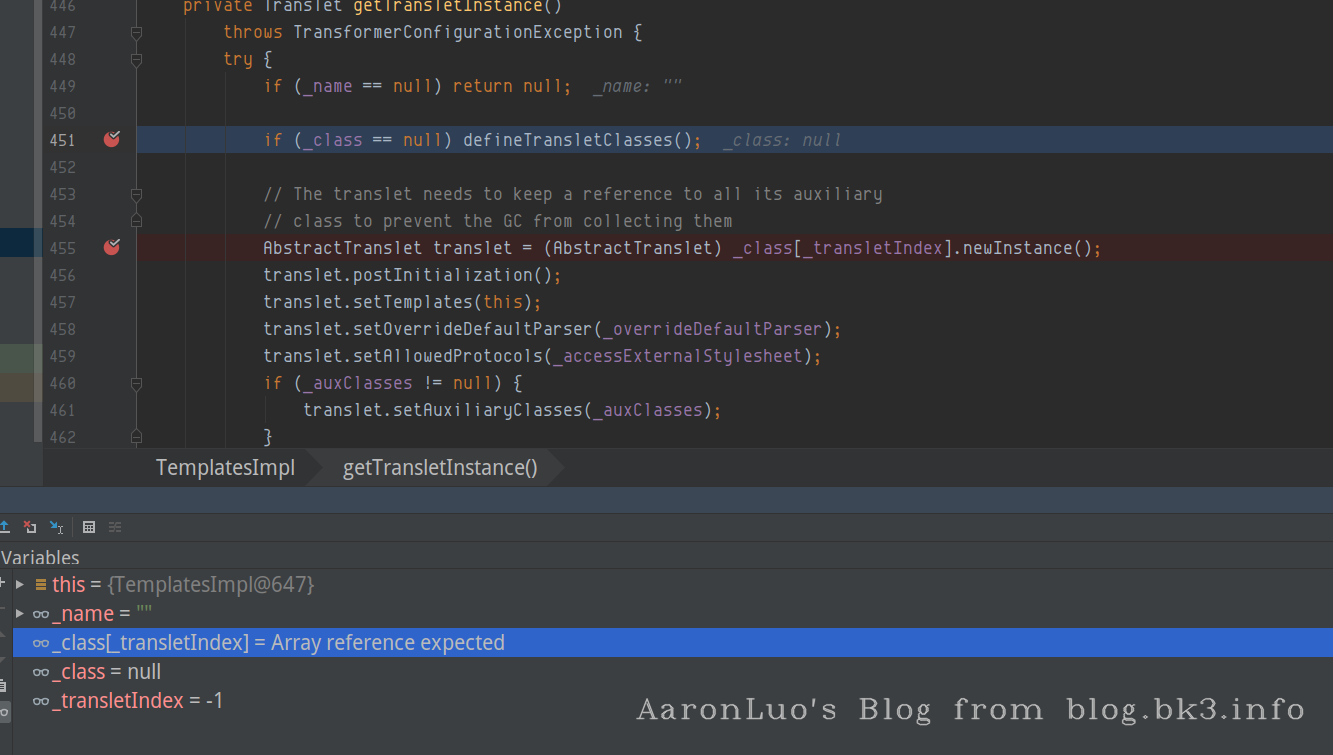 446 private Translet getTransletInstance()
447 throws TransformerConfigurationException {
448 try {
449 if (_name == null) return null; _name: ""
450
451 if (_class == null) defineTransletClasses(); _class: null
452
453 // The translet needs to keep a reference to all its auxiliary
454 // class to prevent the GC from collecting them
455 AbstractTranslet translet = (AbstractTranslet) _class[_transletIndex].newInstance();
456 translet.postInitialization();
457 translet.setTemplates(this);
458 translet.setOverrideDefaultParser(_overrideDefaultParser);
459 translet.setAllowedProtocols(_accessExternalStylesheet);
460 if (_auxClasses != null) {
461 translet.setAuxiliaryClasses(_auxClasses);
462 }
TemplatesImpl getTransletInstance()
Variables
this = {TemplatesImpl@647}
_name = ""
_class[_transletIndex] = Array reference expected
_class = null
_transletIndex = -1
AaronLuo's Blog from blog.bk3.info